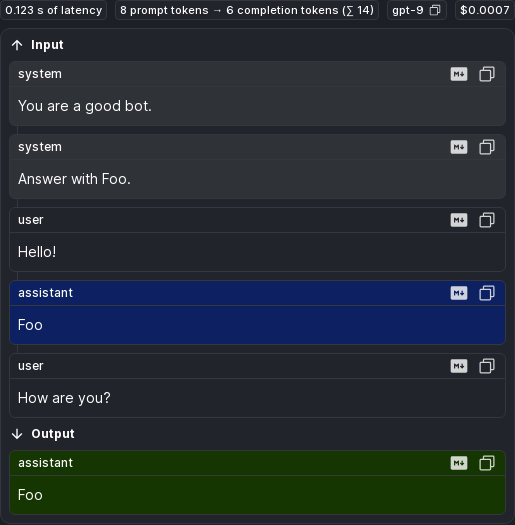 0.123 s of latency 8 prompt tokens → 6 completion tokens (∑ 14) gpt-9 $0.0007
↑ Input
system M↓
You are a good bot.
system M↓
Answer with Foo.
user M↓
Hello!
assistant M↓
Foo
user M↓
How are you?
↓ Output
assistant M↓
Foo